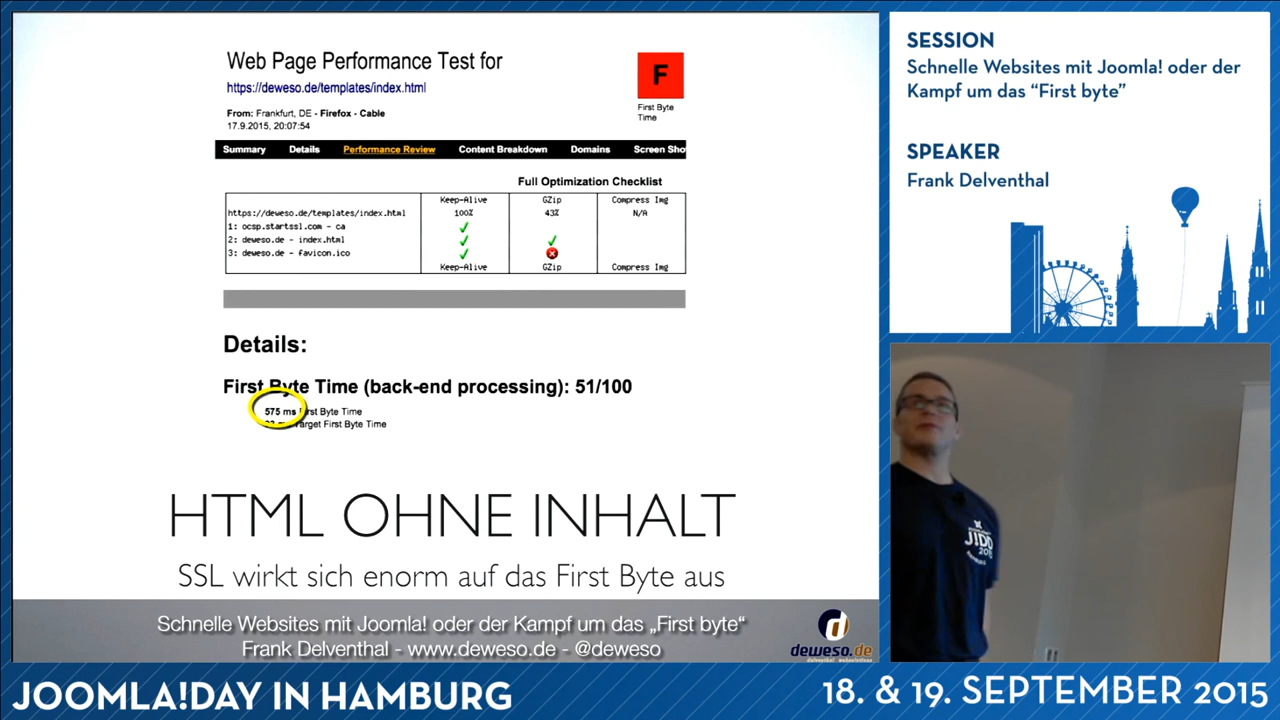 Web Page Performance Test for
https://deweso.de/templates/index.html
From: Frankfurt, DE - Firefox - Cable
17.9.2015, 20:07:54
F
First Byte
Time
Summary Details Performance Review Content Breakdown Domains Screen Sho
Full Optimization Checklist
Keep-Alive GZip Compress Img
https://deweso.de/templates/index.html 100% 43% N/A
1: ocsp.startssl.com - ca
2: deweso.de - index.html
3: deweso.de - favicon.ico
Keep-Alive GZip Compress Img
Details:
First Byte Time (back-end processing): 51/100
575 ms First Byte Time
Target First Byte Time
HTML OHNE INHALT
SSL wirkt sich enorm auf das First Byte aus
Schnelle Websites mit Joomla! oder der Kampf um das „First byte“
Frank Delventhal - www.deweso.de - @deweso
deweso.de
SESSION
Schnelle Websites mit Joomla! oder der
Kampf um das “First byte”
SPEAKER
Frank Delventhal
J!DD
2015
HAMBURG
JOOMLA!DAY IN HAMBURG
18. & 19. SEPTEMBER 2015